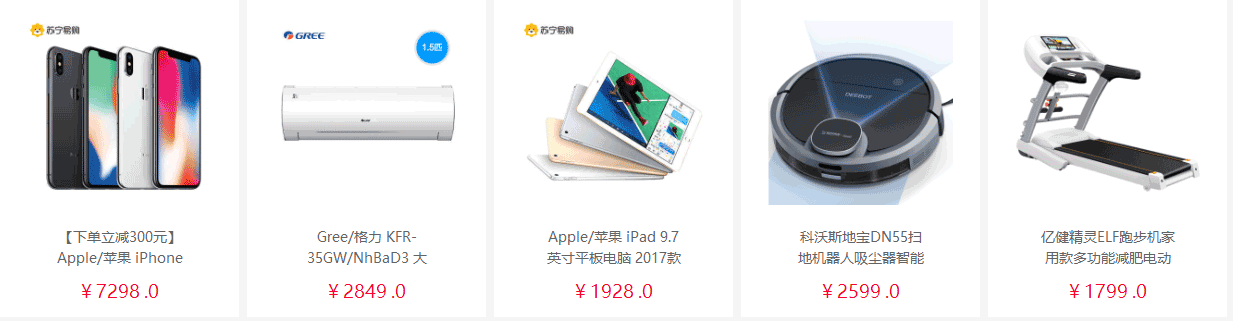 苏宁易购
【下单立减300元】
Apple/苹果 iPhone
¥7298.0
GREE
1.5匹
Gree/格力 KFR-
35GW/NhBaD3 大
¥2849.0
苏宁易购
Apple/苹果 iPad 9.7
英寸平板电脑 2017款
¥1928.0
DEEBOT
科沃斯地宝DN55扫
地机器人吸尘器智能
¥2599.0
亿健精灵ELF跑步机家
用款多功能减肥电动
¥1799.0